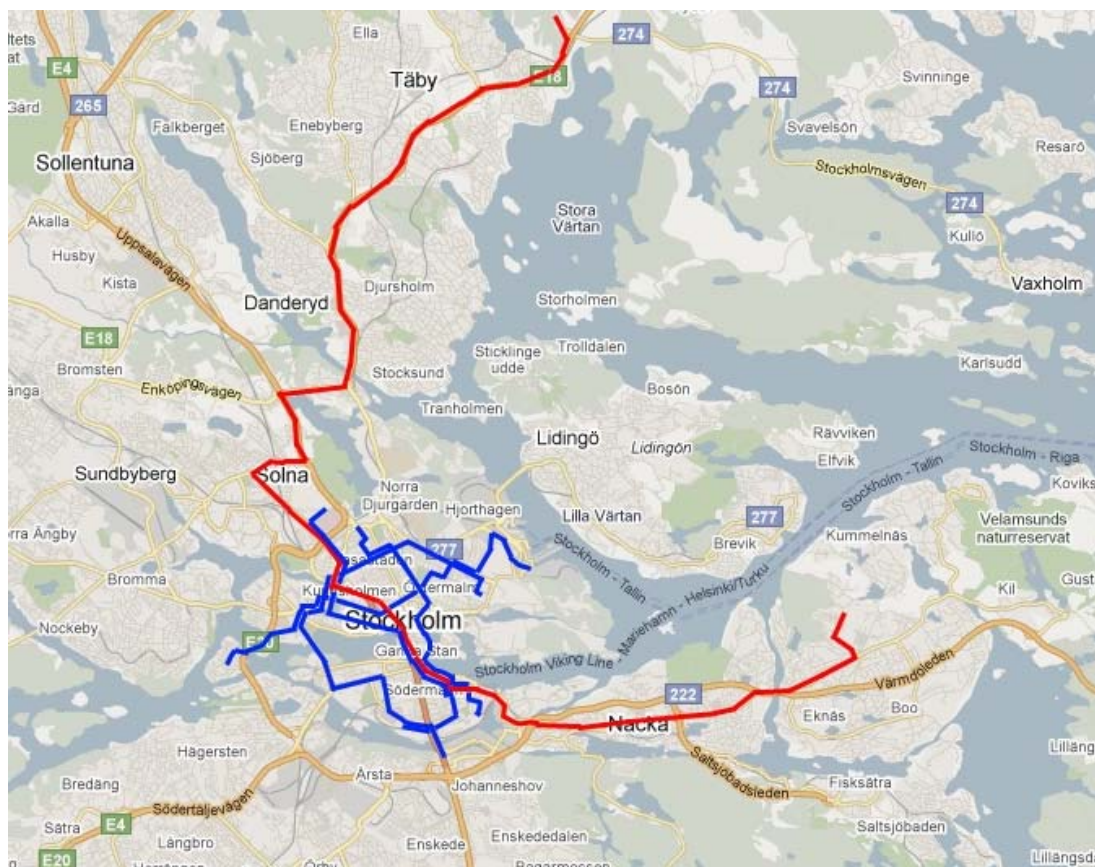 Ella
274
Svinninge
E4
Täby
E18
Gård
265
274
Falkberget
Enebyberg
Svavelsön
Resarö
Sollentuna
Sjöberg
Stockholmsvägen
274
Akalla
Stora
Värtan
Kullö
Husby
Uppsalavägen
Kista
Djursholm
Vaxholm
Danderyd
Storholmen
E18
Trolldalen
Bromsten
Sticklinge
udde
Karlsudd
Enköpingsvägen
Stocksund
Bosön
Tranholmen
Lidingö
Lidingön
Rävviken
Elfvik
Stockholm - Tallin
Stockholm - Riga
Sundbyberg
Solna
Norra
Djurgården
Hjorthagen
Koviks
Lilla Värtan
277
Velamsunds
naturreservat
Kummelnäs
Brevik
277
Stockholm - Tallin
Bromma
Kil
Gust
Mariehamn - Helsinki/Turku
Stockholm
Nockeby
Stockholm Viking Line -
222
Värmdöleden
Nacka
Eknäs
Boo
Hägersten
Saltsjöbadsleden
Årsta
Johanneshov
Fisksätra
Bredäng
Södertäljevägen
Saltsjöbaden
Sätra
E4
Långbro
Enskede
Enskededalen
E20